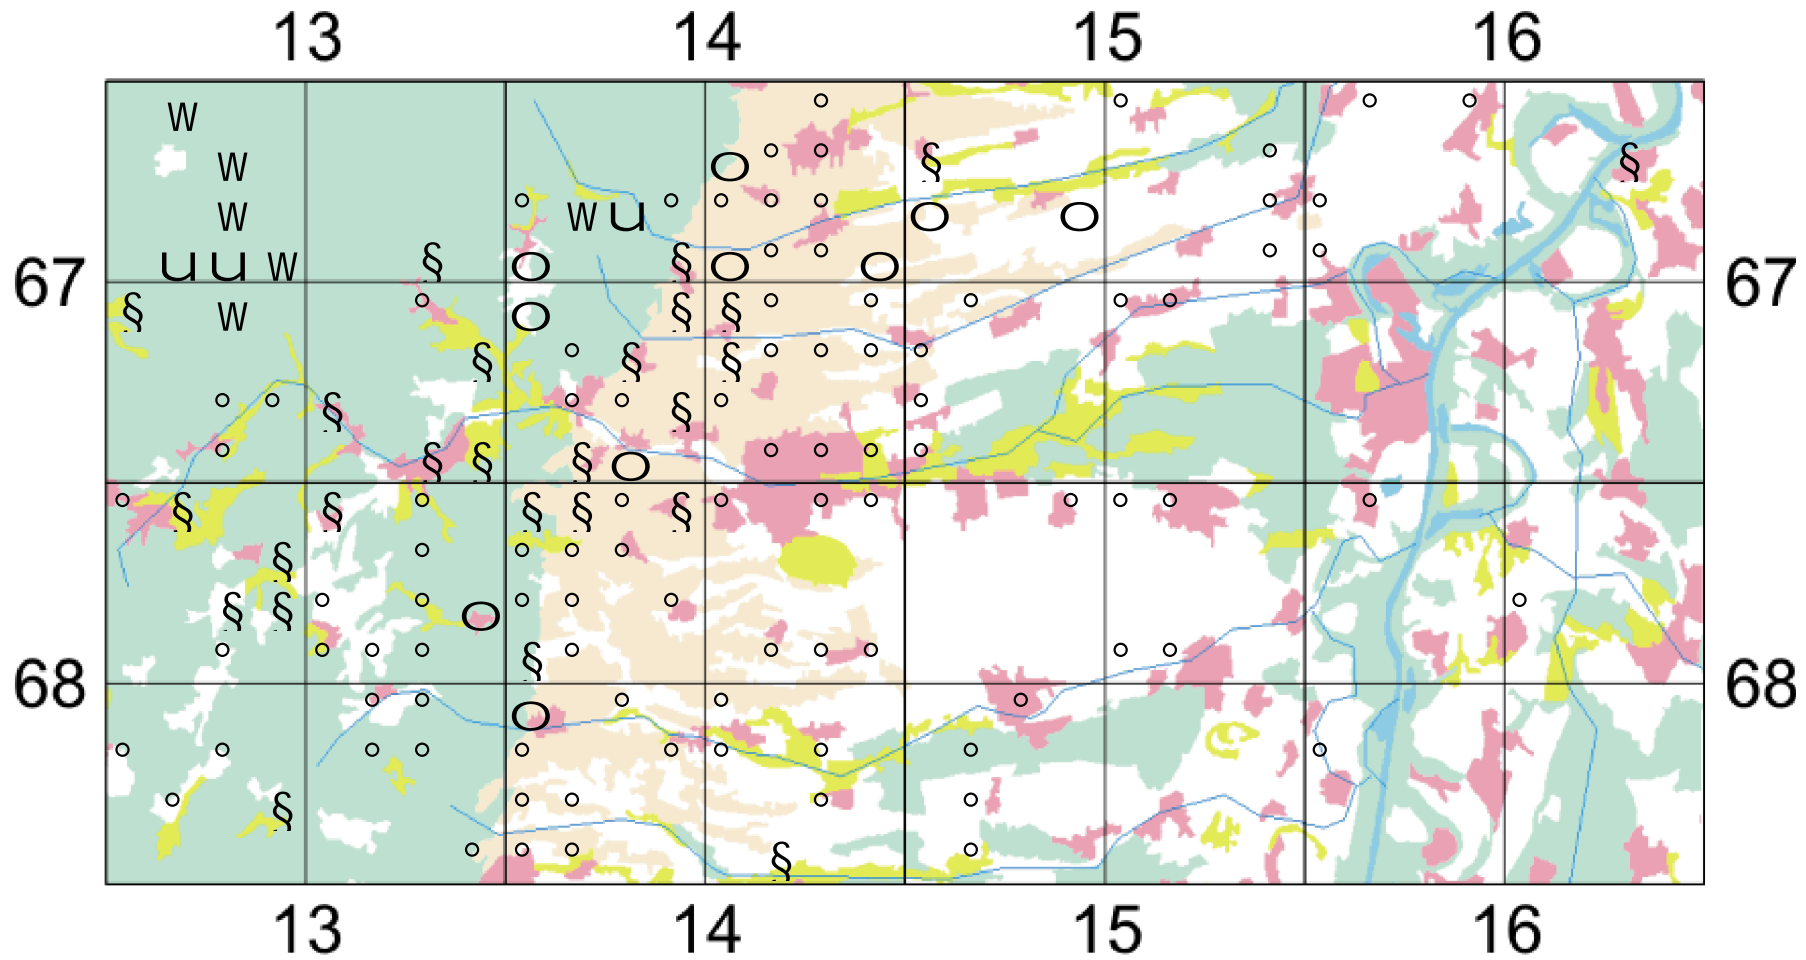 13 14 15 16
w
w O § §
w w u O O
u u w § O § O O
67 67
§ w O § §
§ § §
§ §
§ § § O
§ § § § §
§
§ § O
§
68 68
O
§
§
13 14 15 16